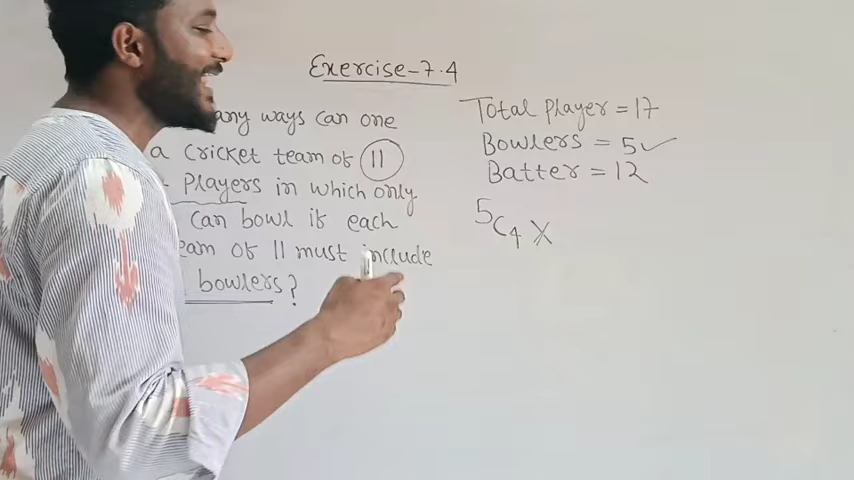 Exercise-7.4
any ways can one
a cricket team of 11
Players in which only
can bowl if each
eam of 11 must include
bowlers?
Total Player = 17
Bowlers = 5 ✓
Batter = 12
⁵C₄ ×